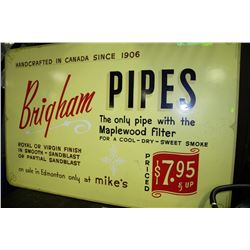 HANDCRAFTED IN CANADA SINCE 1906
Brigham PIPES
The only pipe with the
Maplewood Filter
FOR A COOL-DRY-SWEET SMOKE
ROYAL OR VIRGIN FINISH
IN SMOOTH - SANDBLAST
OR PARTIAL SANDBLAST
on sale in Edmonton only at mike's
PRICED
$7.95
& UP